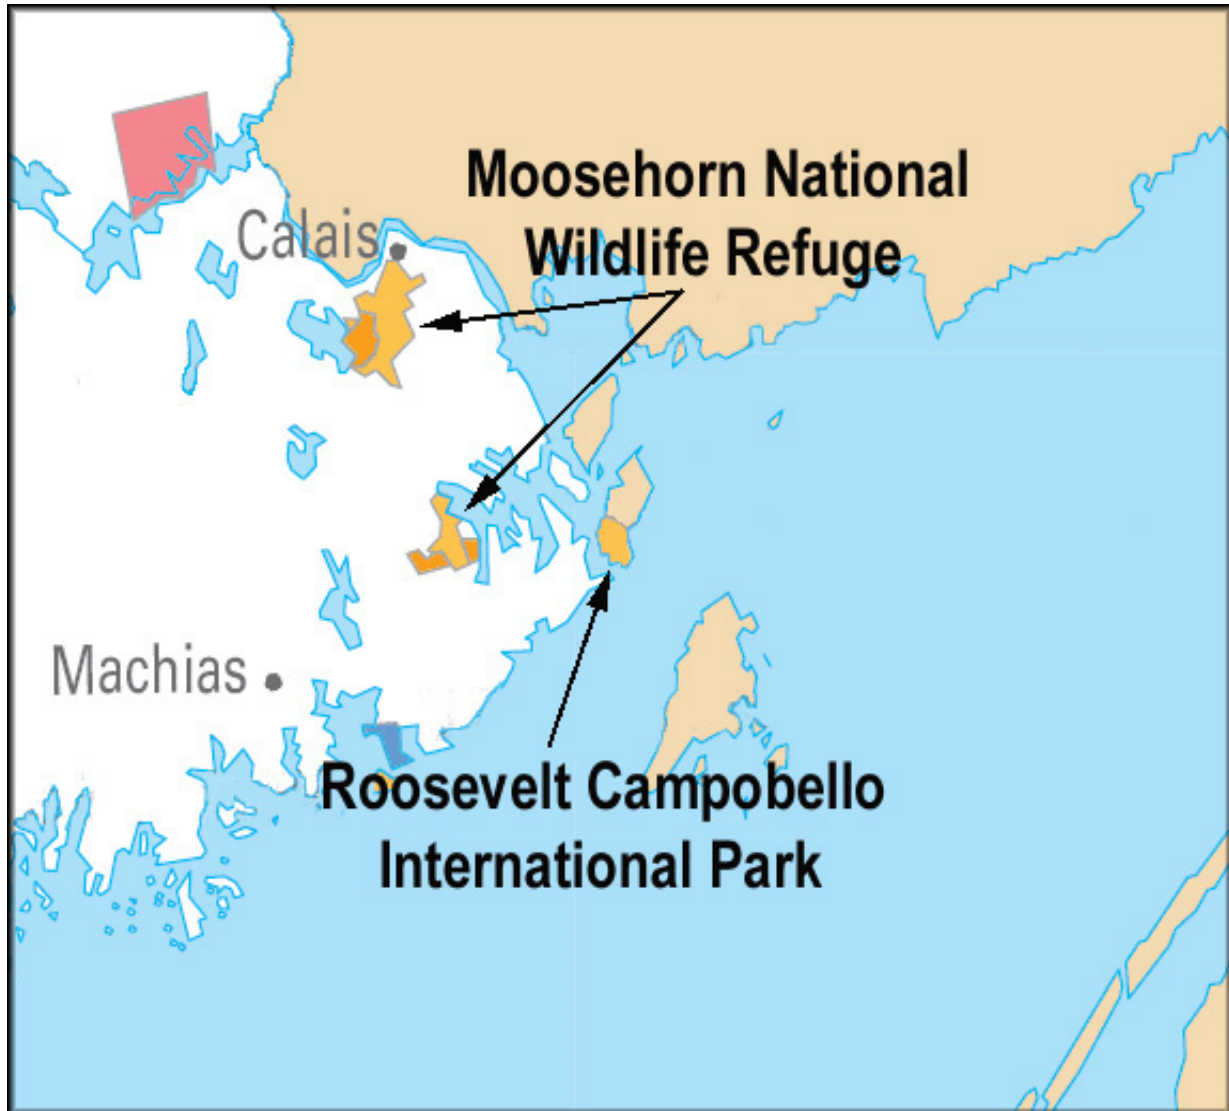 Moosehorn National
Wildlife Refuge
Calais
Machias
Roosevelt Campobello
International Park